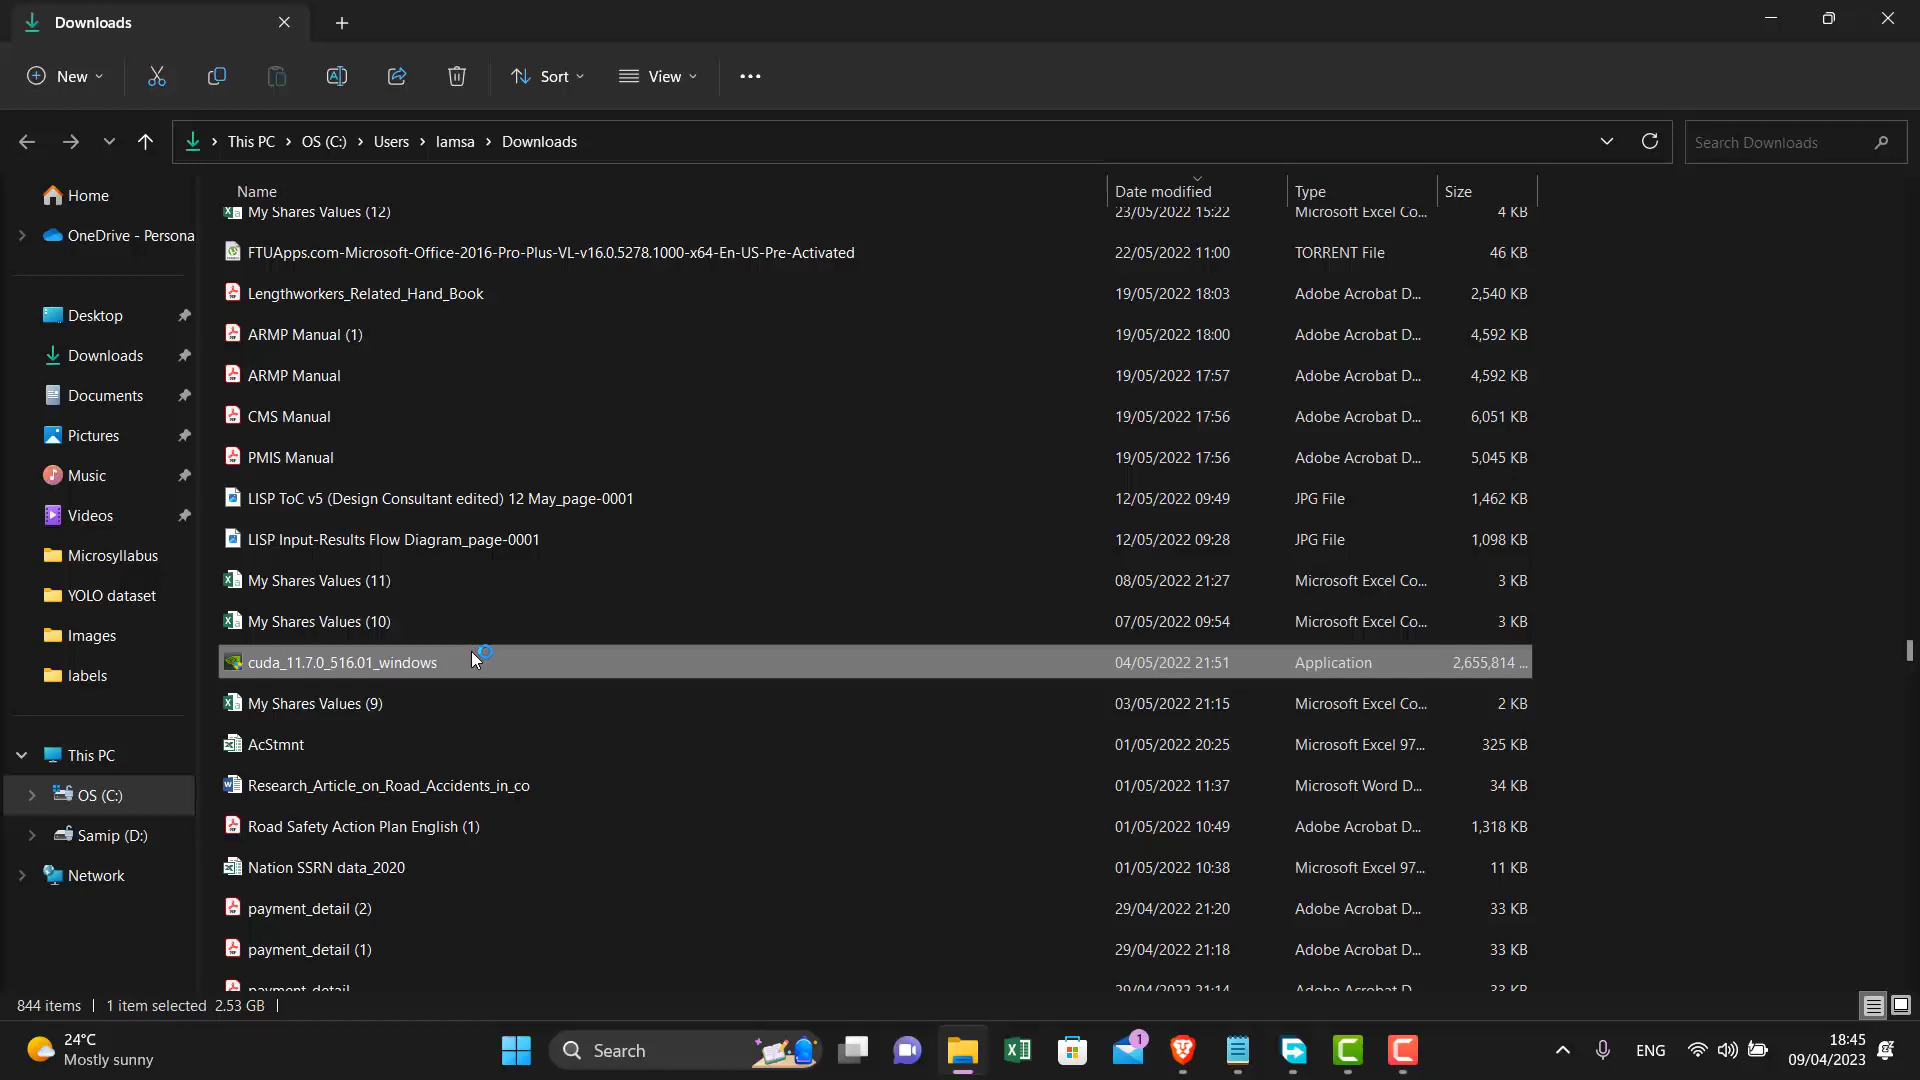 Downloads
New
Sort
View
This PC
OS (C:)
Users
lamsa
Downloads
Search Downloads
Home
OneDrive - Persona
Desktop
Downloads
Documents
Pictures
Music
Videos
Microsyllabus
YOLO dataset
Images
labels
This PC
OS (C:)
Samip (D:)
Network
Name Date modified Type Size
My Shares Values (12) 23/05/2022 15:22 Microsoft Excel Co... 4 KB
FTUApps.com-Microsoft-Office-2016-Pro-Plus-VL-v16.0.5278.1000-x64-En-US-Pre-Activated 22/05/2022 11:00 TORRENT File 46 KB
Lengthworkers_Related_Hand_Book 19/05/2022 18:03 Adobe Acrobat D... 2,540 KB
ARMP Manual (1) 19/05/2022 18:00 Adobe Acrobat D... 4,592 KB
ARMP Manual 19/05/2022 17:57 Adobe Acrobat D... 4,592 KB
CMS Manual 19/05/2022 17:56 Adobe Acrobat D... 6,051 KB
PMIS Manual 19/05/2022 17:56 Adobe Acrobat D... 5,045 KB
LISP ToC v5 (Design Consultant edited) 12 May_page-0001 12/05/2022 09:49 JPG File 1,462 KB
LISP Input-Results Flow Diagram_page-0001 12/05/2022 09:28 JPG File 1,098 KB
My Shares Values (11) 08/05/2022 21:27 Microsoft Excel Co... 3 KB
My Shares Values (10) 07/05/2022 09:54 Microsoft Excel Co... 3 KB
cuda_11.7.0_516.01_windows 04/05/2022 21:51 Application 2,655,814 ...
My Shares Values (9) 03/05/2022 21:15 Microsoft Excel Co... 2 KB
AcStmnt 01/05/2022 20:25 Microsoft Excel 97... 325 KB
Research_Article_on_Road_Accidents_in_co 01/05/2022 11:37 Microsoft Word D... 34 KB
Road Safety Action Plan English (1) 01/05/2022 10:49 Adobe Acrobat D... 1,318 KB
Nation SSRN data_2020 01/05/2022 10:38 Microsoft Excel 97... 11 KB
payment_detail (2) 29/04/2022 21:20 Adobe Acrobat D... 33 KB
payment_detail (1) 29/04/2022 21:18 Adobe Acrobat D... 33 KB
payment_detail 29/04/2022 21:14 Adobe Acrobat D... 33 KB
844 items 1 item selected 2.53 GB
24°C
Mostly sunny
Search
1
ENG
18:45
09/04/2023